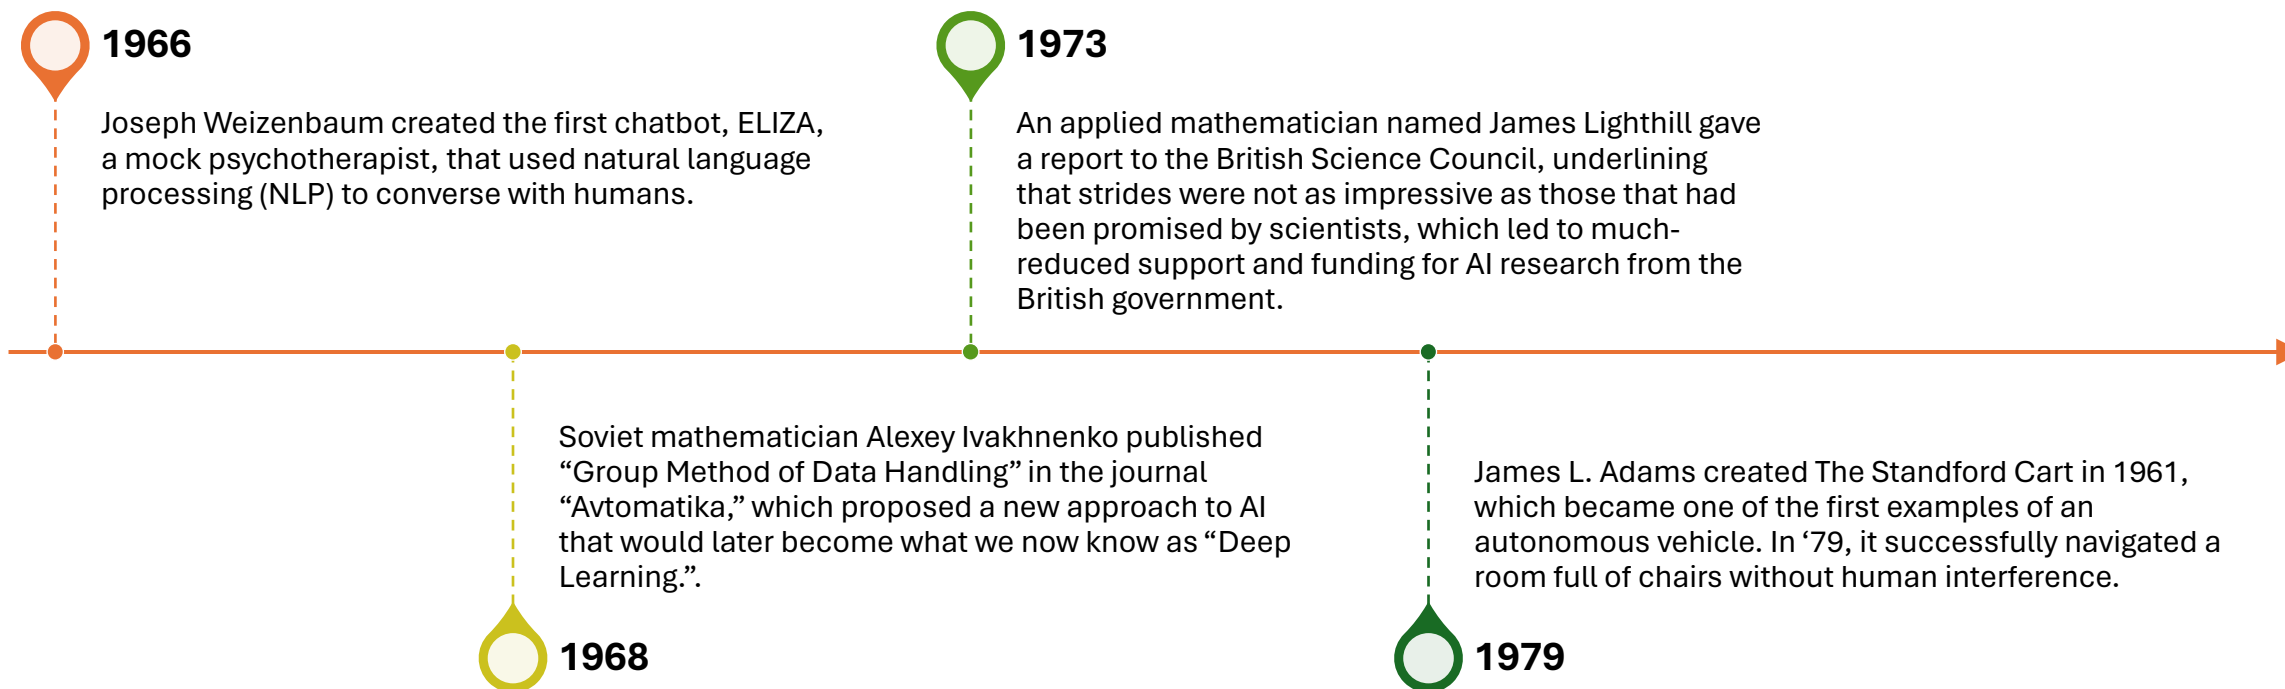 1966
Joseph Weizenbaum created the first chatbot, ELIZA,
a mock psychotherapist, that used natural language
processing (NLP) to converse with humans.
1973
An applied mathematician named James Lighthill gave
a report to the British Science Council, underlining
that strides were not as impressive as those that had
been promised by scientists, which led to much-
reduced support and funding for AI research from the
British government.
Soviet mathematician Alexey Ivakhnenko published
“Group Method of Data Handling” in the journal
“Avtomatika,” which proposed a new approach to AI
that would later become what we now know as “Deep
Learning.”.
1968
James L. Adams created The Standford Cart in 1961,
which became one of the first examples of an
autonomous vehicle. In ‘79, it successfully navigated a
room full of chairs without human interference.
1979